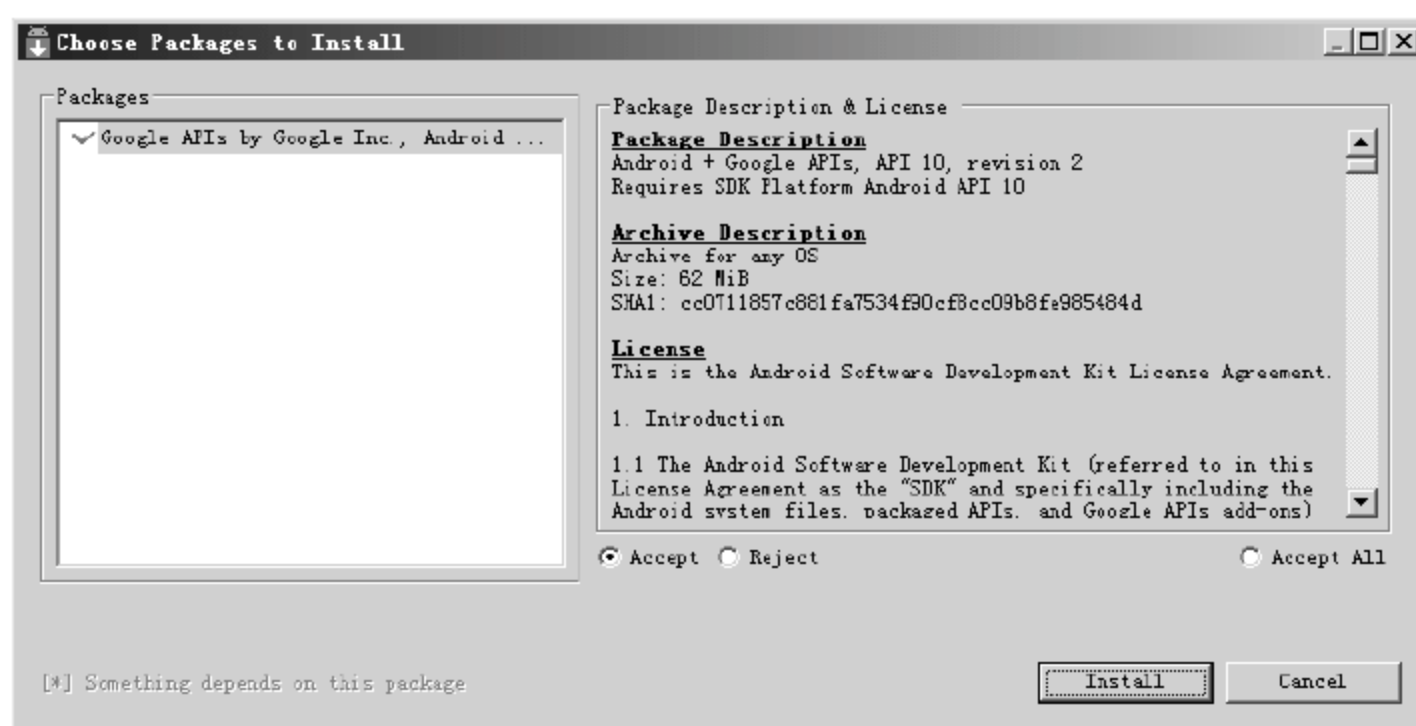 Choose Packages to Install
Packages
Google APIs by Google Inc., Android ...
Package Description & License
Package Description
Android + Google APIs, API 10, revision 2
Requires SDK Platform Android API 10
Archive Description
Archive for any OS
Size: 62 MiB
SHA1: cc0711857c881fa7534f90cf8cc09b8fe985484d
License
This is the Android Software Development Kit License Agreement.
1. Introduction
1.1 The Android Software Development Kit (referred to in this
License Agreement as the "SDK" and specifically including the
Android system files, packaged APIs, and Google APIs add-ons)
Accept Reject Accept All
[*] Something depends on this package
Install Cancel